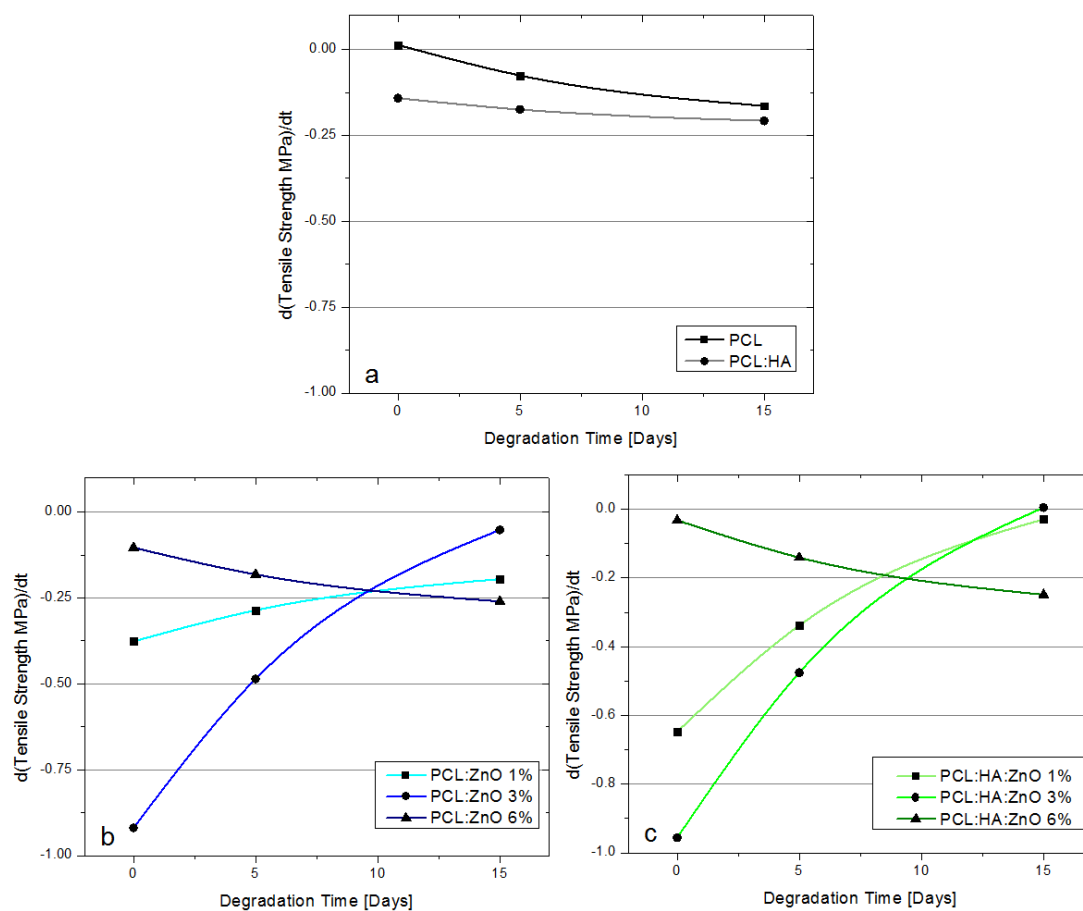 0.00
-0.25
-0.50
-0.75
-1.00
d(Tensile Strength MPa)/dt
PCL
PCL:HA
a
0
5
10
15
Degradation Time [Days]
0.00
-0.25
-0.50
-0.75
-1.00
d(Tensile Strength MPa)/dt
PCL:ZnO 1%
PCL:ZnO 3%
PCL:ZnO 6%
b
0
5
10
15
Degradation Time [Days]
0.0
-0.2
-0.4
-0.6
-0.8
-1.0
d(Tensile Strength MPa)/dt
PCL:HA:ZnO 1%
PCL:HA:ZnO 3%
PCL:HA:ZnO 6%
c
0
5
10
15
Degradation Time [Days]